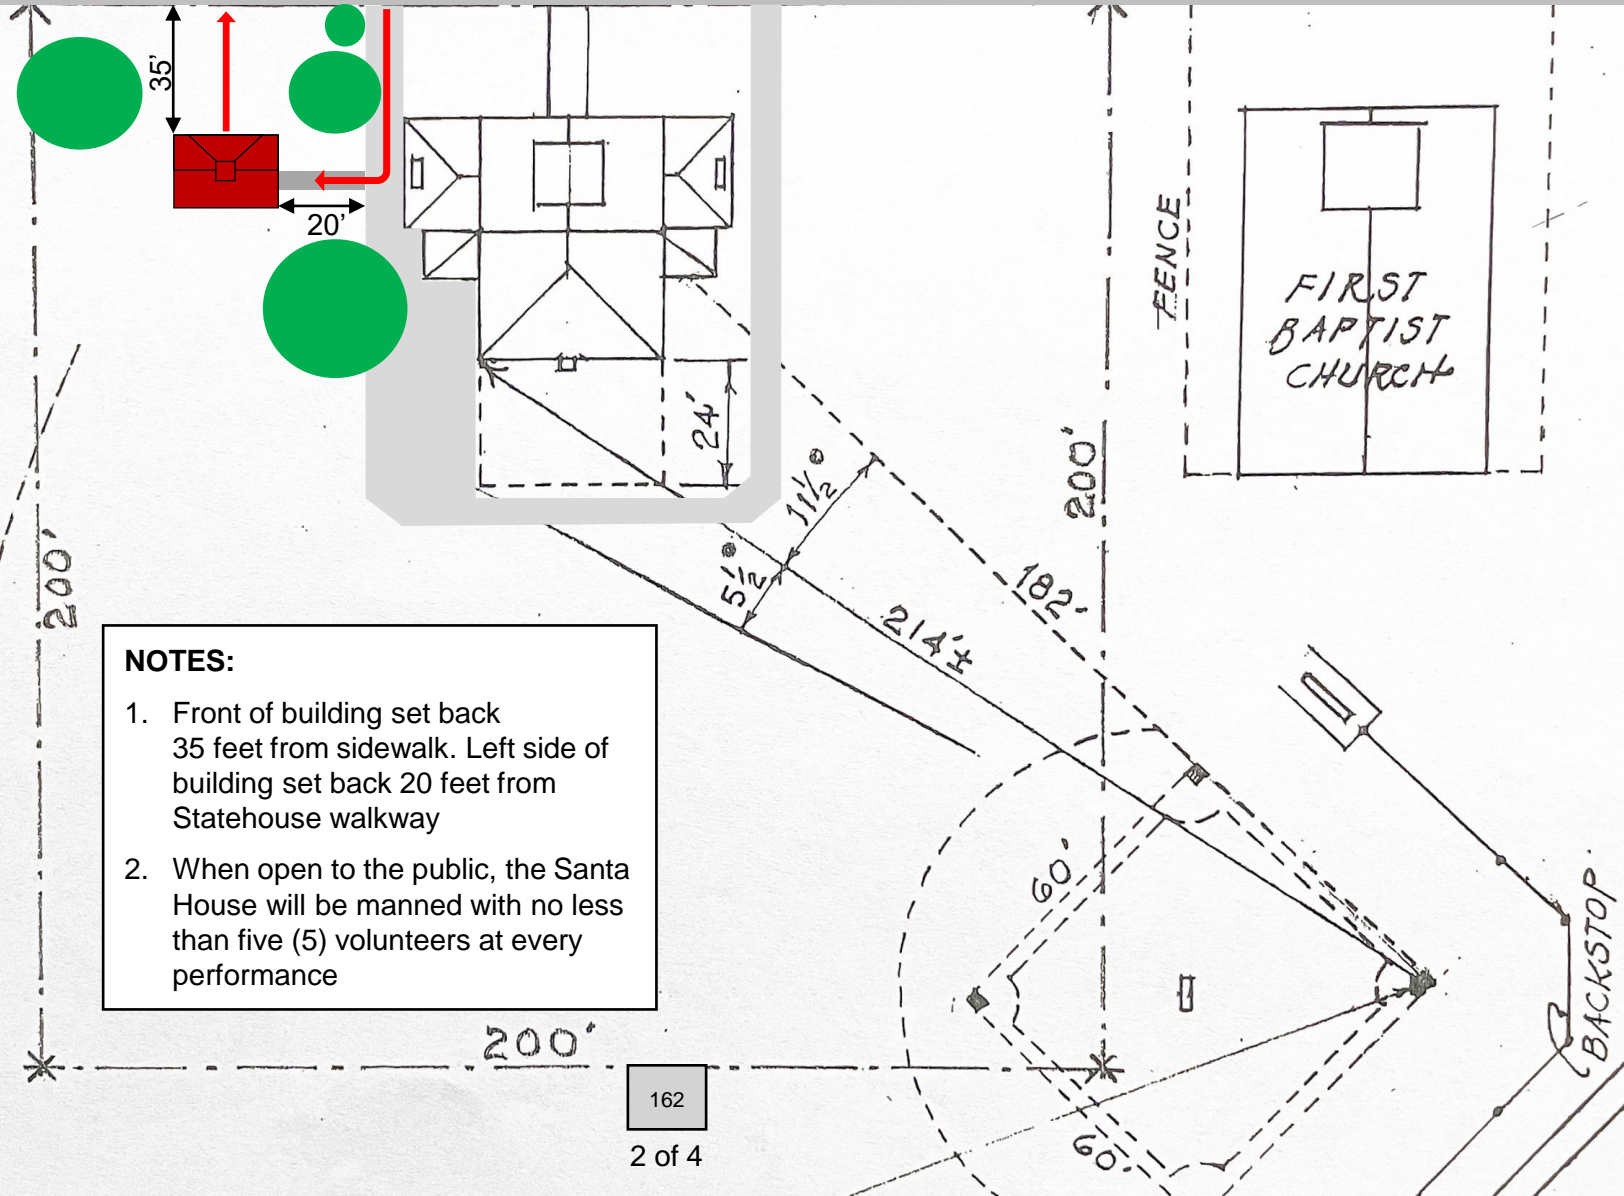 35'
20'
FENCE
FIRST
BAPTIST
CHURCH
24'
11½°
5½°
200'
200'
182'
214'±
NOTES:
1. Front of building set back
35 feet from sidewalk. Left side of
building set back 20 feet from
Statehouse walkway
2. When open to the public, the Santa
House will be manned with no less
than five (5) volunteers at every
performance
60'
BACKSTOP
200'
60'
162
2 of 4